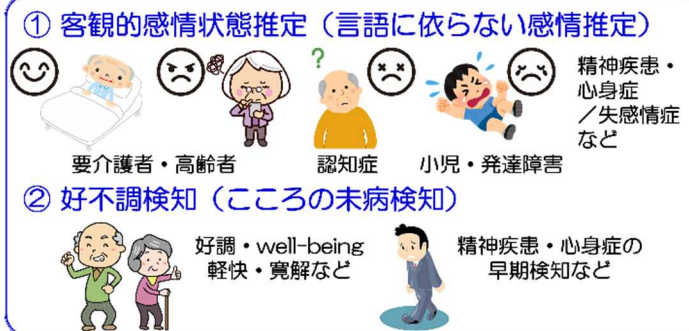 ① 客観的感情状態推定（言語に依らない感情推定）
?
精神疾患・
心身症
／失感情症
など
要介護者・高齢者
認知症
小児・発達障害
② 好不調検知（こころの未病検知）
好調・well-being
軽快・寛解など
精神疾患・心身症の
早期検知など